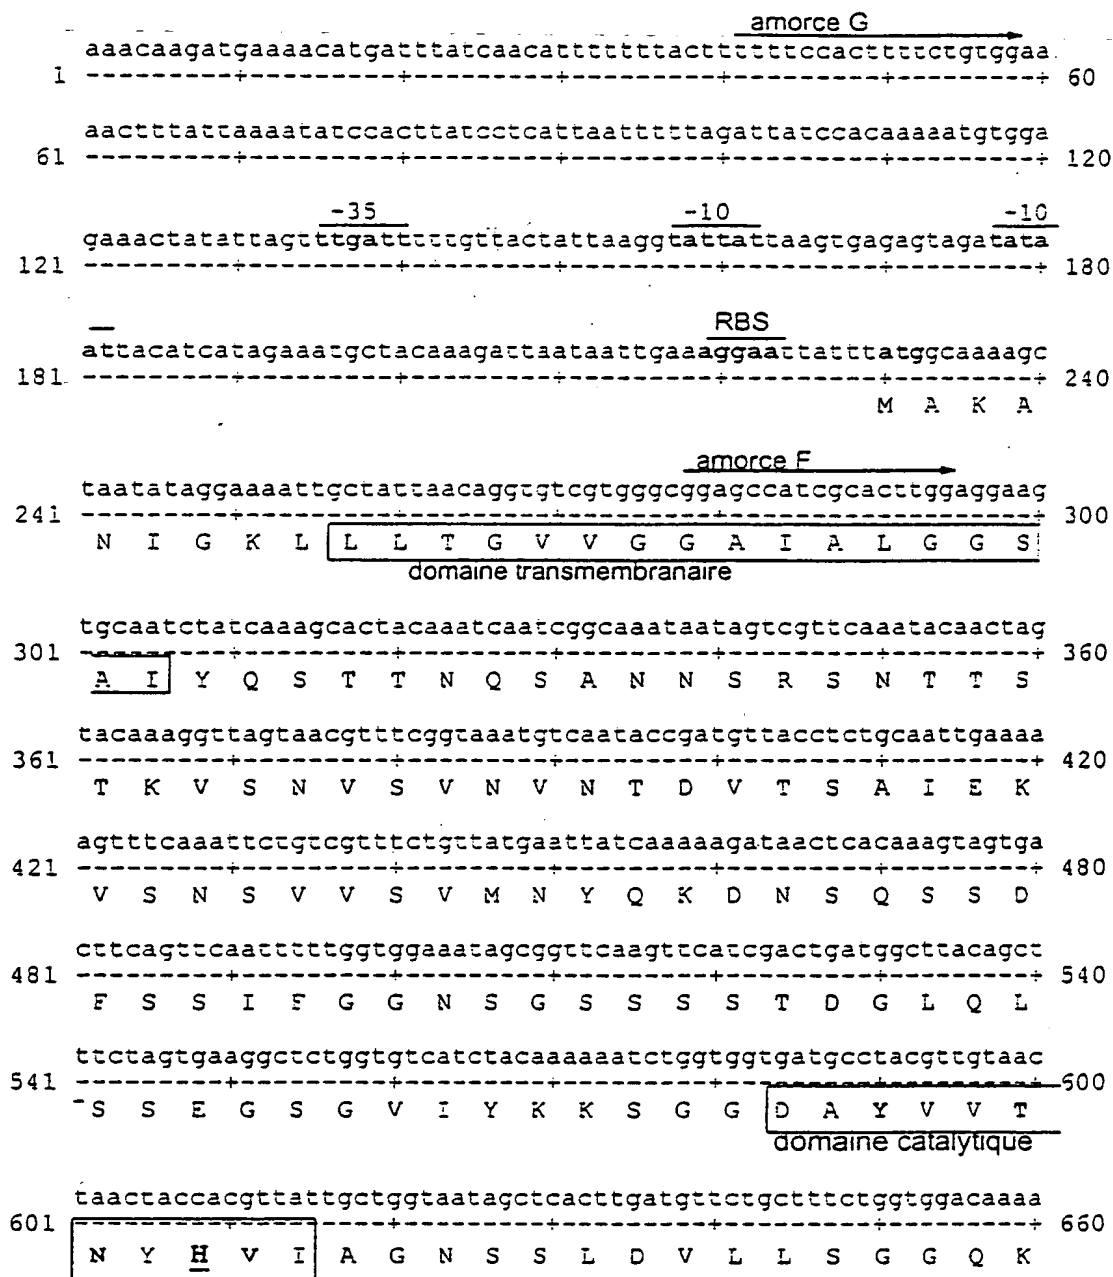 amorce G
aaacaagatgaaaacatgatttatcaacatttttttacttttttccacttttctgtggaa
1 ---------+---------+---------+---------+---------+---------+ 60
aactttattaaaatatccacttatcctcattaatttttagattatccacaaaaatgtgga
61 ---------+---------+---------+---------+---------+---------+ 120
-35 -10 -10
gaaactatattagtttgatttttgttactattaaggtattattaagtgagagtagatata
121 ---------+---------+---------+---------+---------+---------+ 180
RBS
attacatcatagaaatgctacaaagattaataattgaaaggaattatttatggcaaaagc
181 ---------+---------+---------+---------+---------+---------+ 240
M A K A
amorce F
taatataggaaaattgctattaacaggtgtcgtgggcggagccatcgcacttggaggaag
241 ---------+---------+---------+---------+---------+---------+ 300
N I G K L L L T G V V G G A I A L G G S
domaine transmembranaire
tgcaatctatcaaagcactacaaatcaatcggcaaataatagtcgttcaaatacaactag
301 ---------+---------+---------+---------+---------+---------+ 360
A I Y Q S T T N Q S A N N S R S N T T S
tacaaaggttagtaacgtttcggtaaatgtcaataccgatgttacctctgcaattgaaaa
361 ---------+---------+---------+---------+---------+---------+ 420
T K V S N V S V N V N T D V T S A I E K
agtttcaaattctgtcgtttctgttatgaattatcaaaaagataactcacaaagtagtga
421 ---------+---------+---------+---------+---------+---------+ 480
V S N S V V S V M N Y Q K D N S Q S S D
cttcagttcaatttttggtggaaatagcggttcaagttcatcgactgatggcttacagct
481 ---------+---------+---------+---------+---------+---------+ 540
F S S I F G G N S G S S S S T D G L Q L
ttctagtgaaggctctggtgtcatctacaaaaaatctggtggtgatgcctacgttgtaac
541 ---------+---------+---------+---------+---------+---------+ 600
S S E G S G V I Y K K S G G D A Y V V T
domaine catalytique
taactaccacgttattgctggtaatagctcacttgatgttctgctttctggtggacaaaa
601 ---------+---------+---------+---------+---------+---------+ 660
N Y H V I A G N S S L D V L L S G G Q K